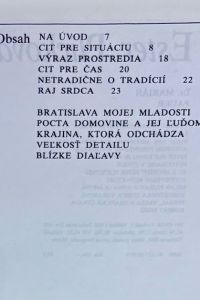 Obsah NA ÚVOD 7
CIT PRE SITUÁCIU 8
VÝRAZ PROSTREDIA 18
CIT PRE ČAS 20
NETRADIČNE O TRADÍCIÍ 22
RAJ SRDCA 23
BRATISLAVA MOJEJ MLADOSTI
POCTA DOMOVINE A JEJ ĽUĎOM
KRAJINA, KTORÁ ODCHÁDZA
VEĽKOSŤ DETAILU
BLÍZKE DIAĽAVY